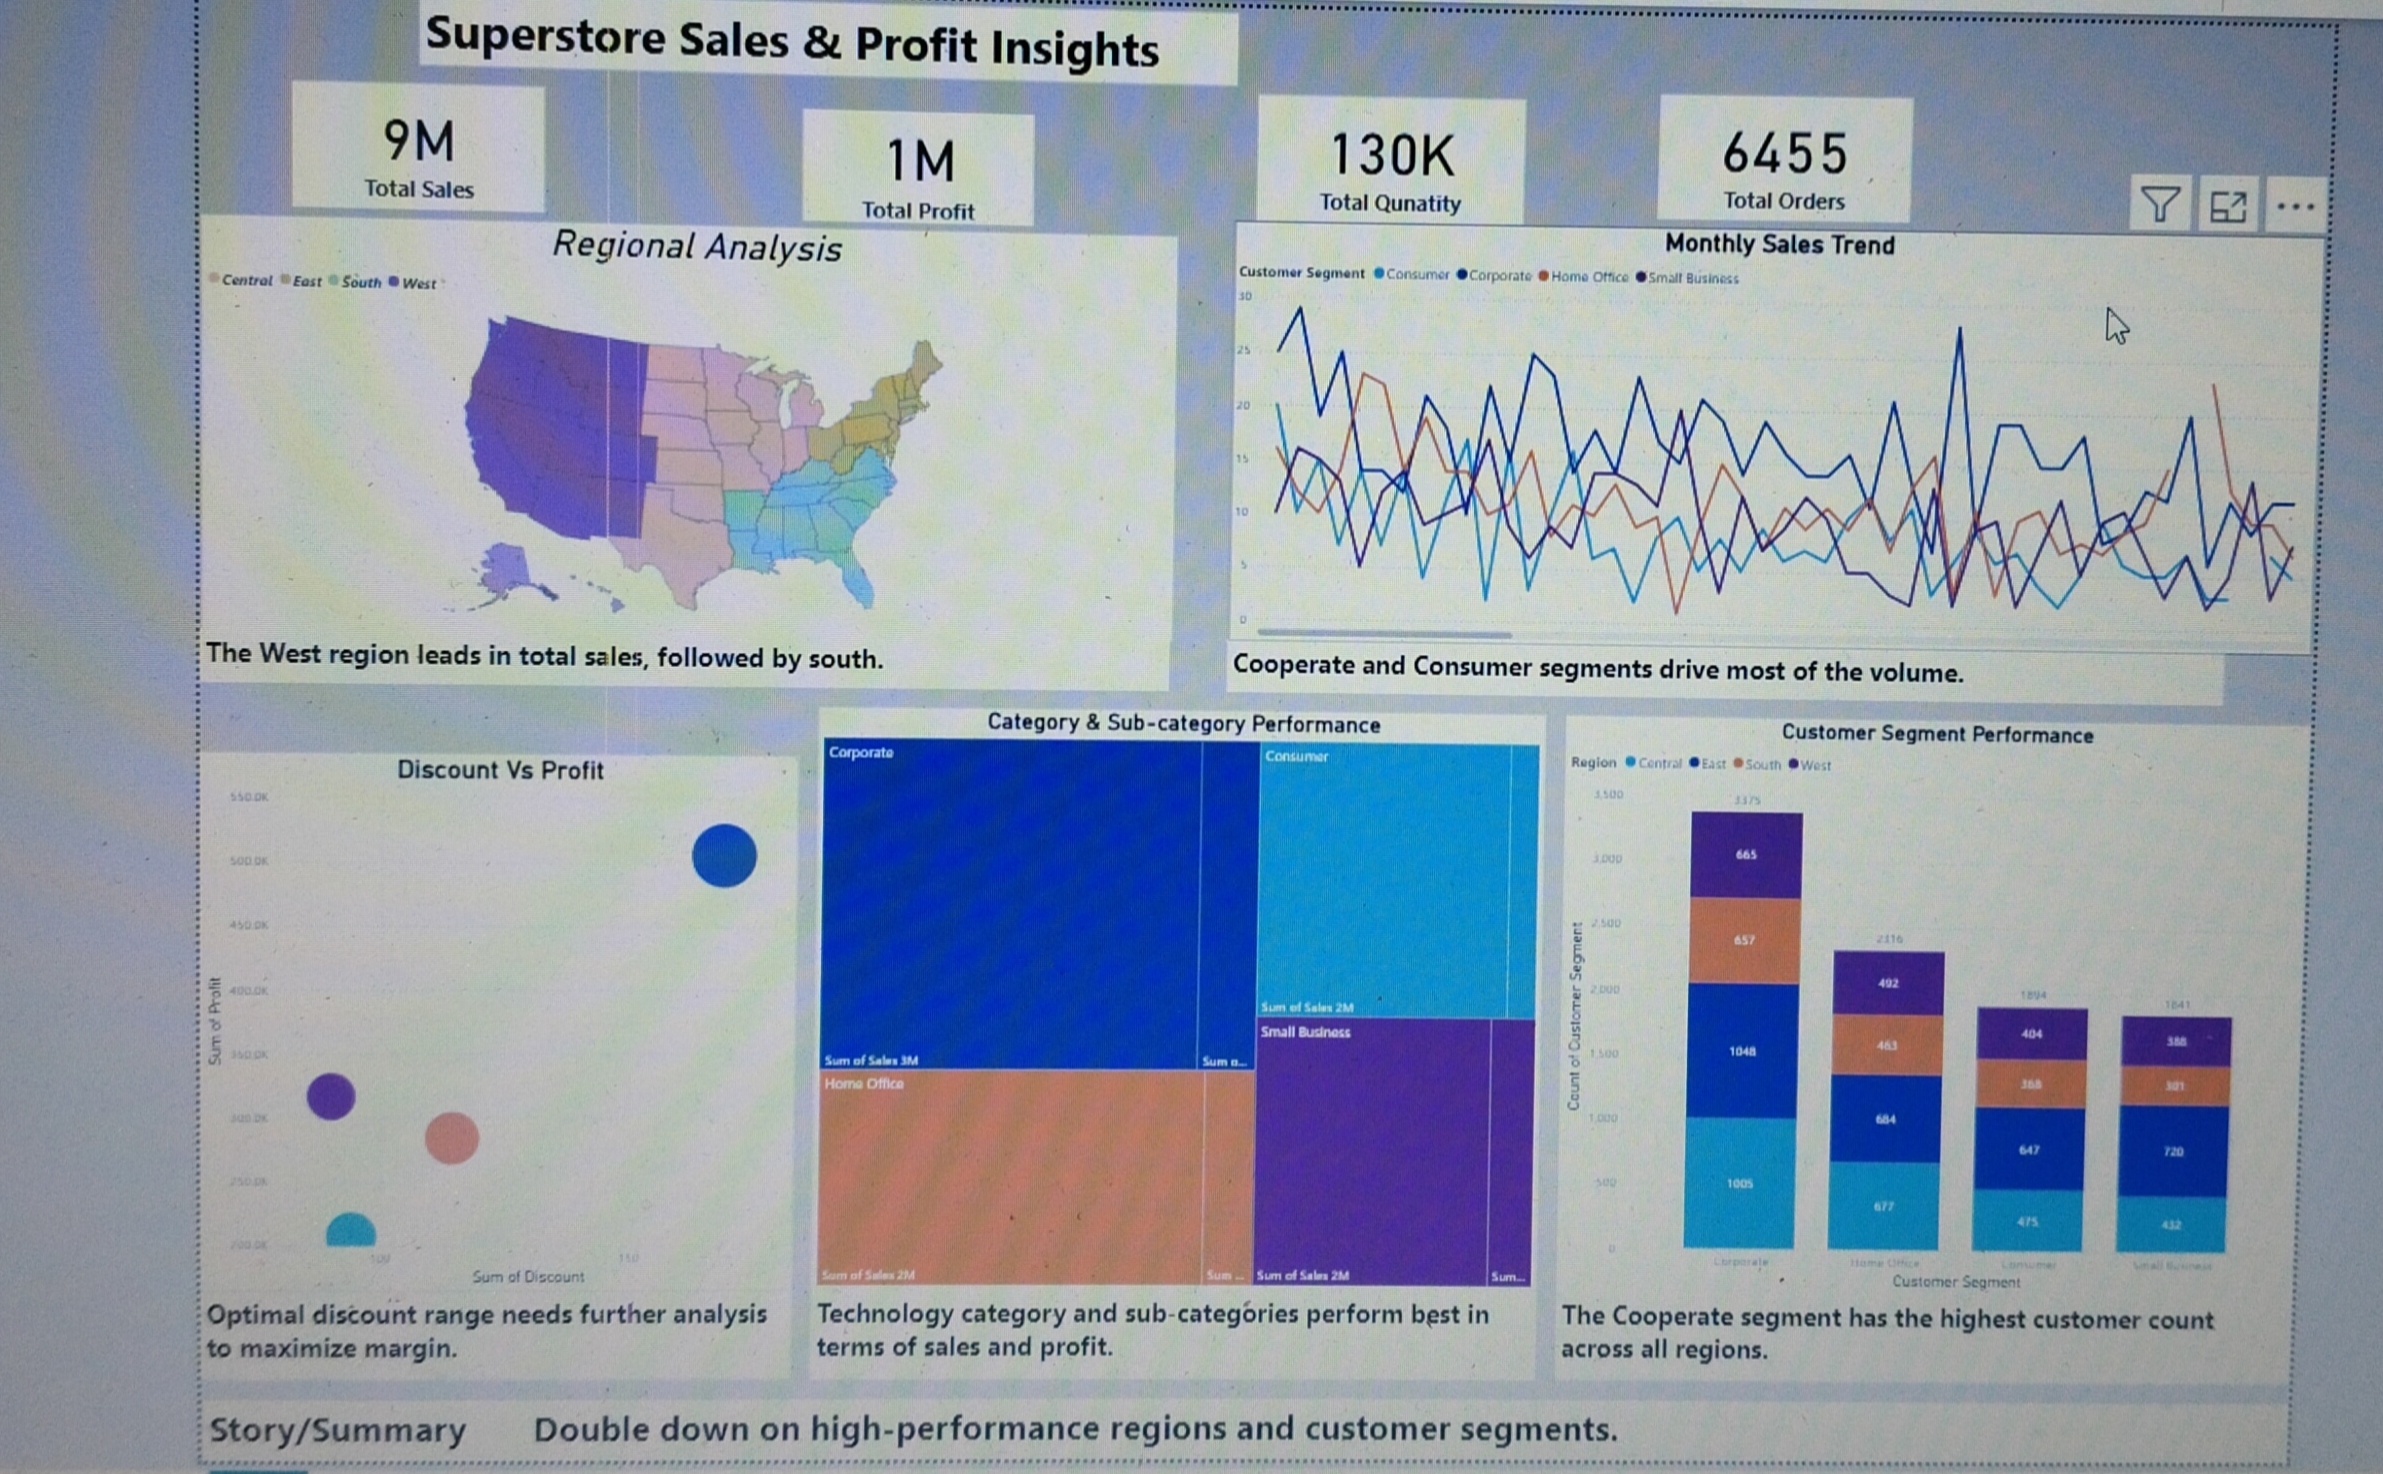 Superstore Sales & Profit Insights
9M
Total Sales
1M
Total Profit
130K
Total Qunatity
6455
Total Orders
Regional Analysis
Central East South West
The West region leads in total sales, followed by south.
Monthly Sales Trend
Customer Segment Consumer Corporate Home Office Small Business
30
25
20
15
10
5
0
Cooperate and Consumer segments drive most of the volume.
Discount Vs Profit
550.0K
500.0K
450.0K
400.0K
350.0K
300.0K
250.0K
200.0K
Sum of Profit
100
150
Sum of Discount
Optimal discount range needs further analysis
to maximize margin.
Category & Sub-category Performance
Corporate
Consumer
Sum of Sales 2M
Small Business
Sum of Sales 3M
Sum o...
Home Office
Sum of Sales 2M
Sum ...
Sum of Sales 2M
Sum...
Technology category and sub-categories perform best in
terms of sales and profit.
Customer Segment Performance
Region Central East South West
Count of Customer Segment
3,500
3,000
2,500
2,000
1,500
1,000
500
0
3375
665
657
1048
1005
2316
492
463
684
677
1894
404
368
647
475
1841
388
301
720
432
Corporate
Home Office
Consumer
Small Business
Customer Segment
The Cooperate segment has the highest customer count
across all regions.
Story/Summary Double down on high-performance regions and customer segments.